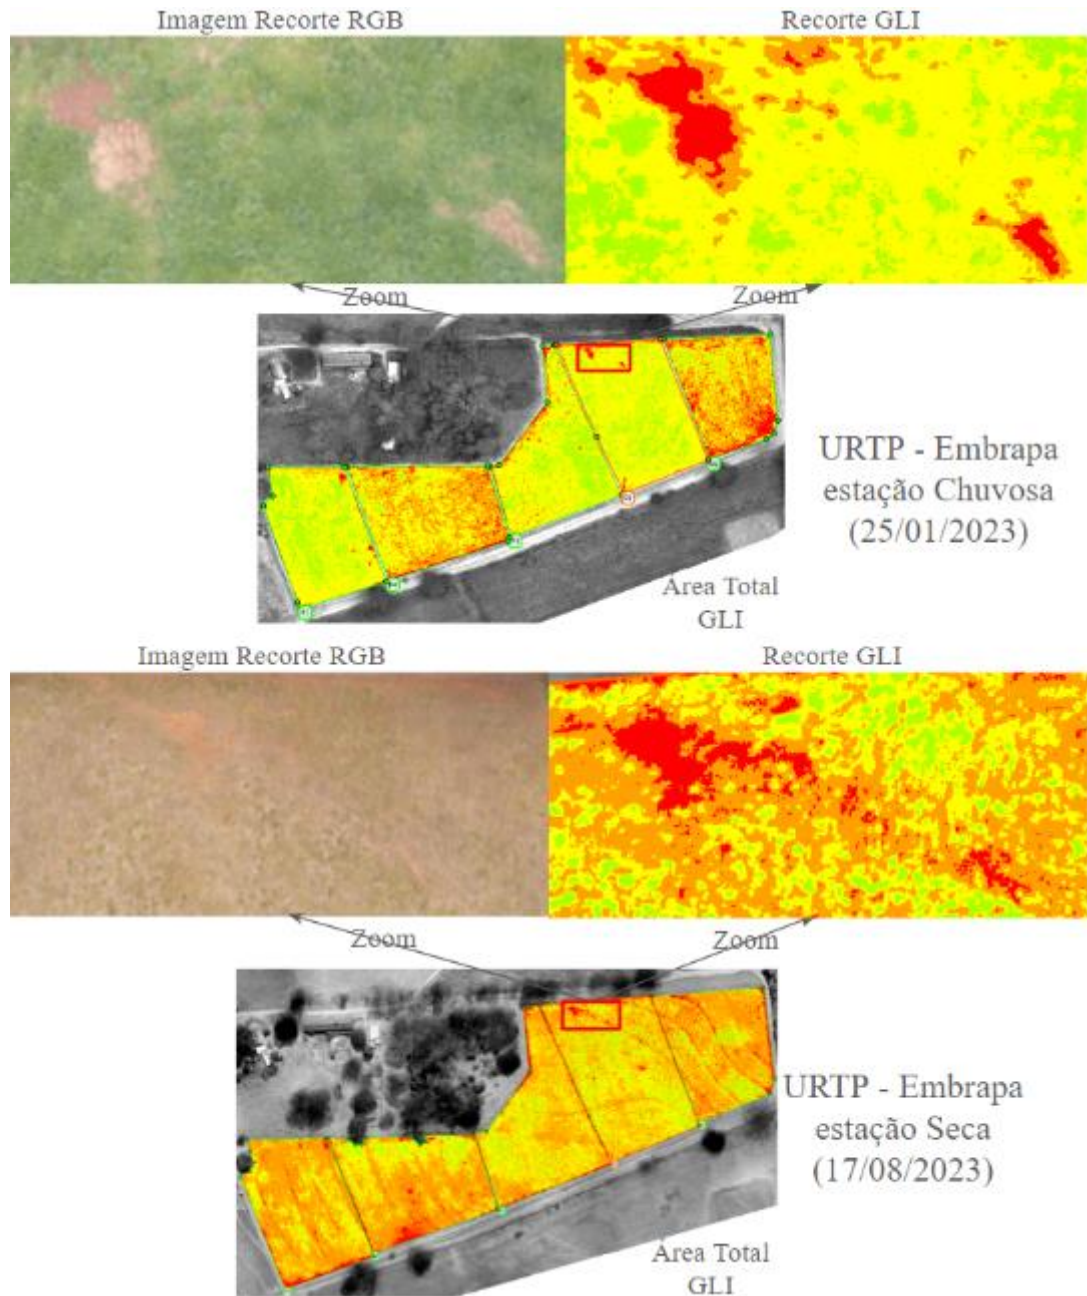 Imagem Recorte RGB
Recorte GLI
Zoom
Zoom
URTP - Embrapa
estação Chuvosa
(25/01/2023)
Area Total
GLI
Imagem Recorte RGB
Recorte GLI
Zoom
Zoom
URTP - Embrapa
estação Seca
(17/08/2023)
Area Total
GLI